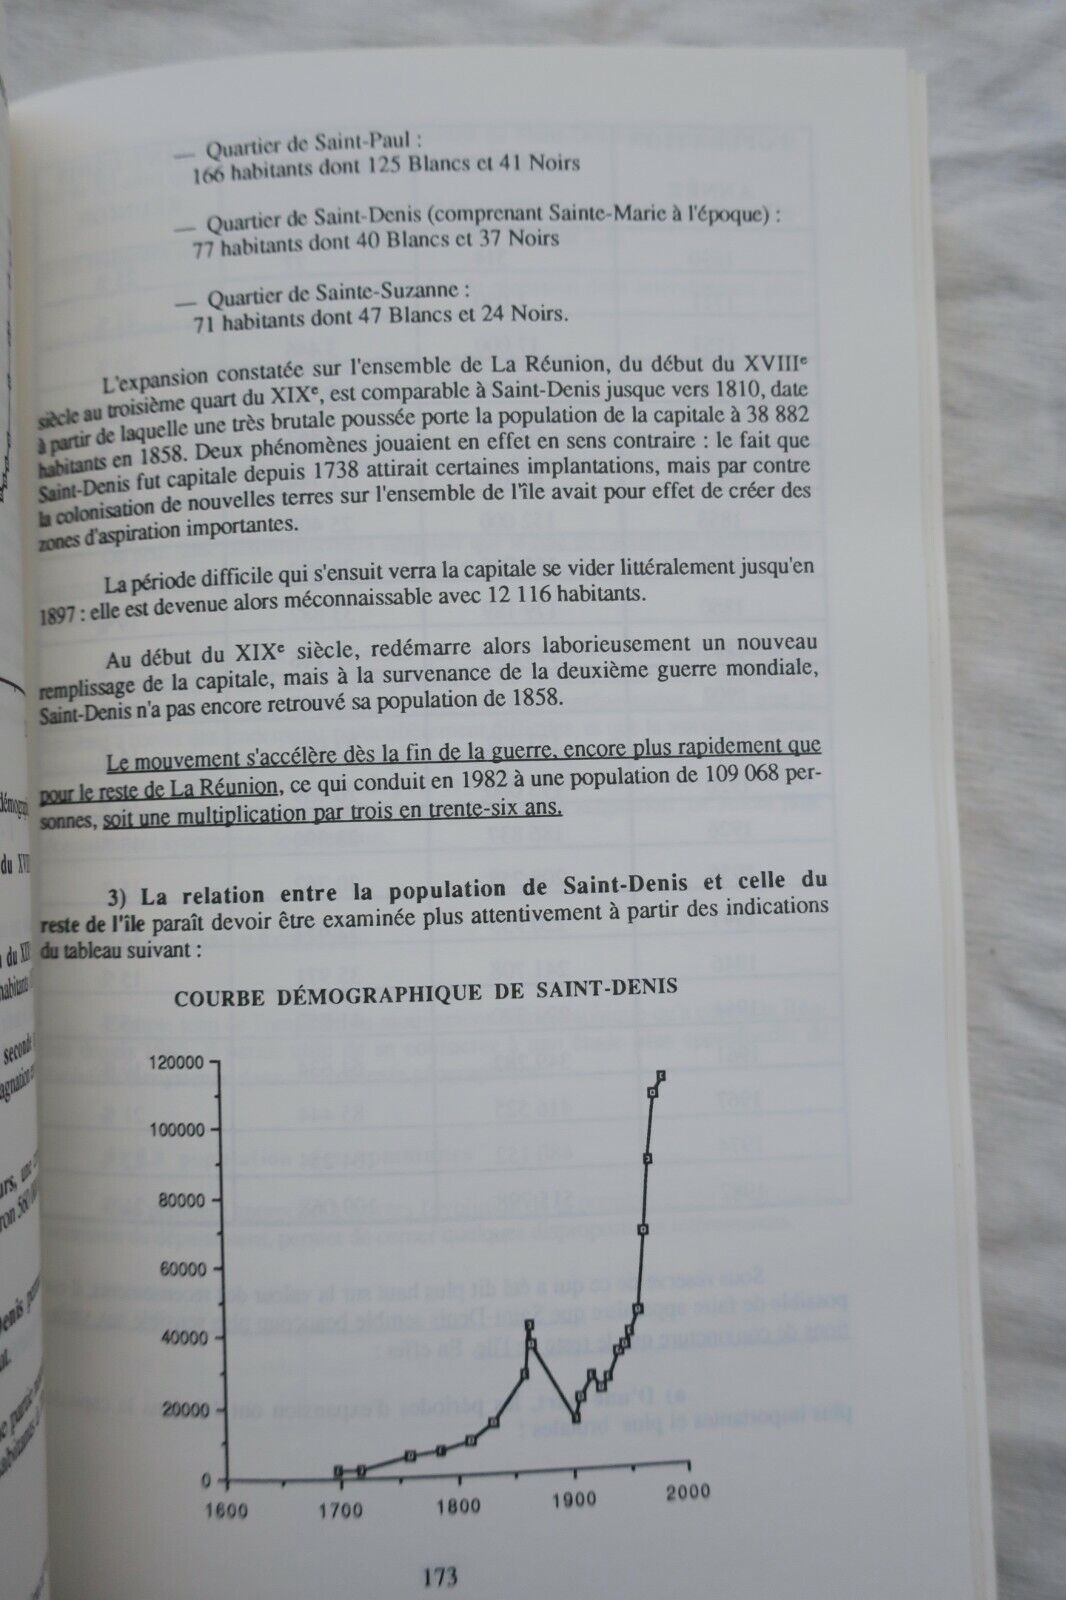 — Quartier de Saint-Paul :
166 habitants dont 125 Blancs et 41 Noirs
— Quartier de Saint-Denis (comprenant Sainte-Marie à l'époque) :
77 habitants dont 40 Blancs et 37 Noirs
— Quartier de Sainte-Suzanne :
71 habitants dont 47 Blancs et 24 Noirs.
L'expansion constatée sur l'ensemble de La Réunion, du début du XVIIIe
siècle au troisième quart du XIXe, est comparable à Saint-Denis jusque vers 1810, date
à partir de laquelle une très brutale poussée porte la population de la capitale à 38 882
habitants en 1858. Deux phénomènes jouaient en effet en sens contraire : le fait que
Saint-Denis fut capitale depuis 1738 attirait certaines implantations, mais par contre
la colonisation de nouvelles terres sur l'ensemble de l'île avait pour effet de créer des
zones d'aspiration importantes.
La période difficile qui s'ensuit verra la capitale se vider littéralement jusqu'en
1897 : elle est devenue alors méconnaissable avec 12 116 habitants.
Au début du XIXe siècle, redémarre alors laborieusement un nouveau
remplissage de la capitale, mais à la survenance de la deuxième guerre mondiale,
Saint-Denis n'a pas encore retrouvé sa population de 1858.
Le mouvement s'accélère dès la fin de la guerre, encore plus rapidement que
pour le reste de La Réunion, ce qui conduit en 1982 à une population de 109 068 per-
sonnes, soit une multiplication par trois en trente-six ans.
3) La relation entre la population de Saint-Denis et celle du
reste de l'île paraît devoir être examinée plus attentivement à partir des indications
du tableau suivant :
COURBE DÉMOGRAPHIQUE DE SAINT-DENIS
120000
100000
80000
60000
40000
20000
0
1600 1700 1800 1900 2000
173